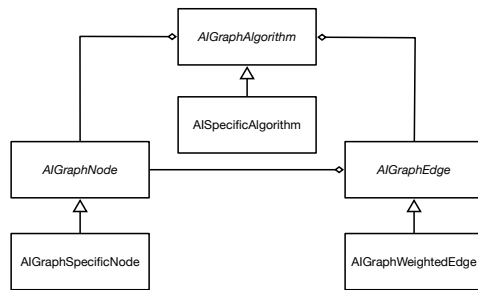 AIGraphAlgorithm
AISpecificAlgorithm
AIGraphNode
AIGraphEdge
AIGraphSpecificNode
AIGraphWeightedEdge